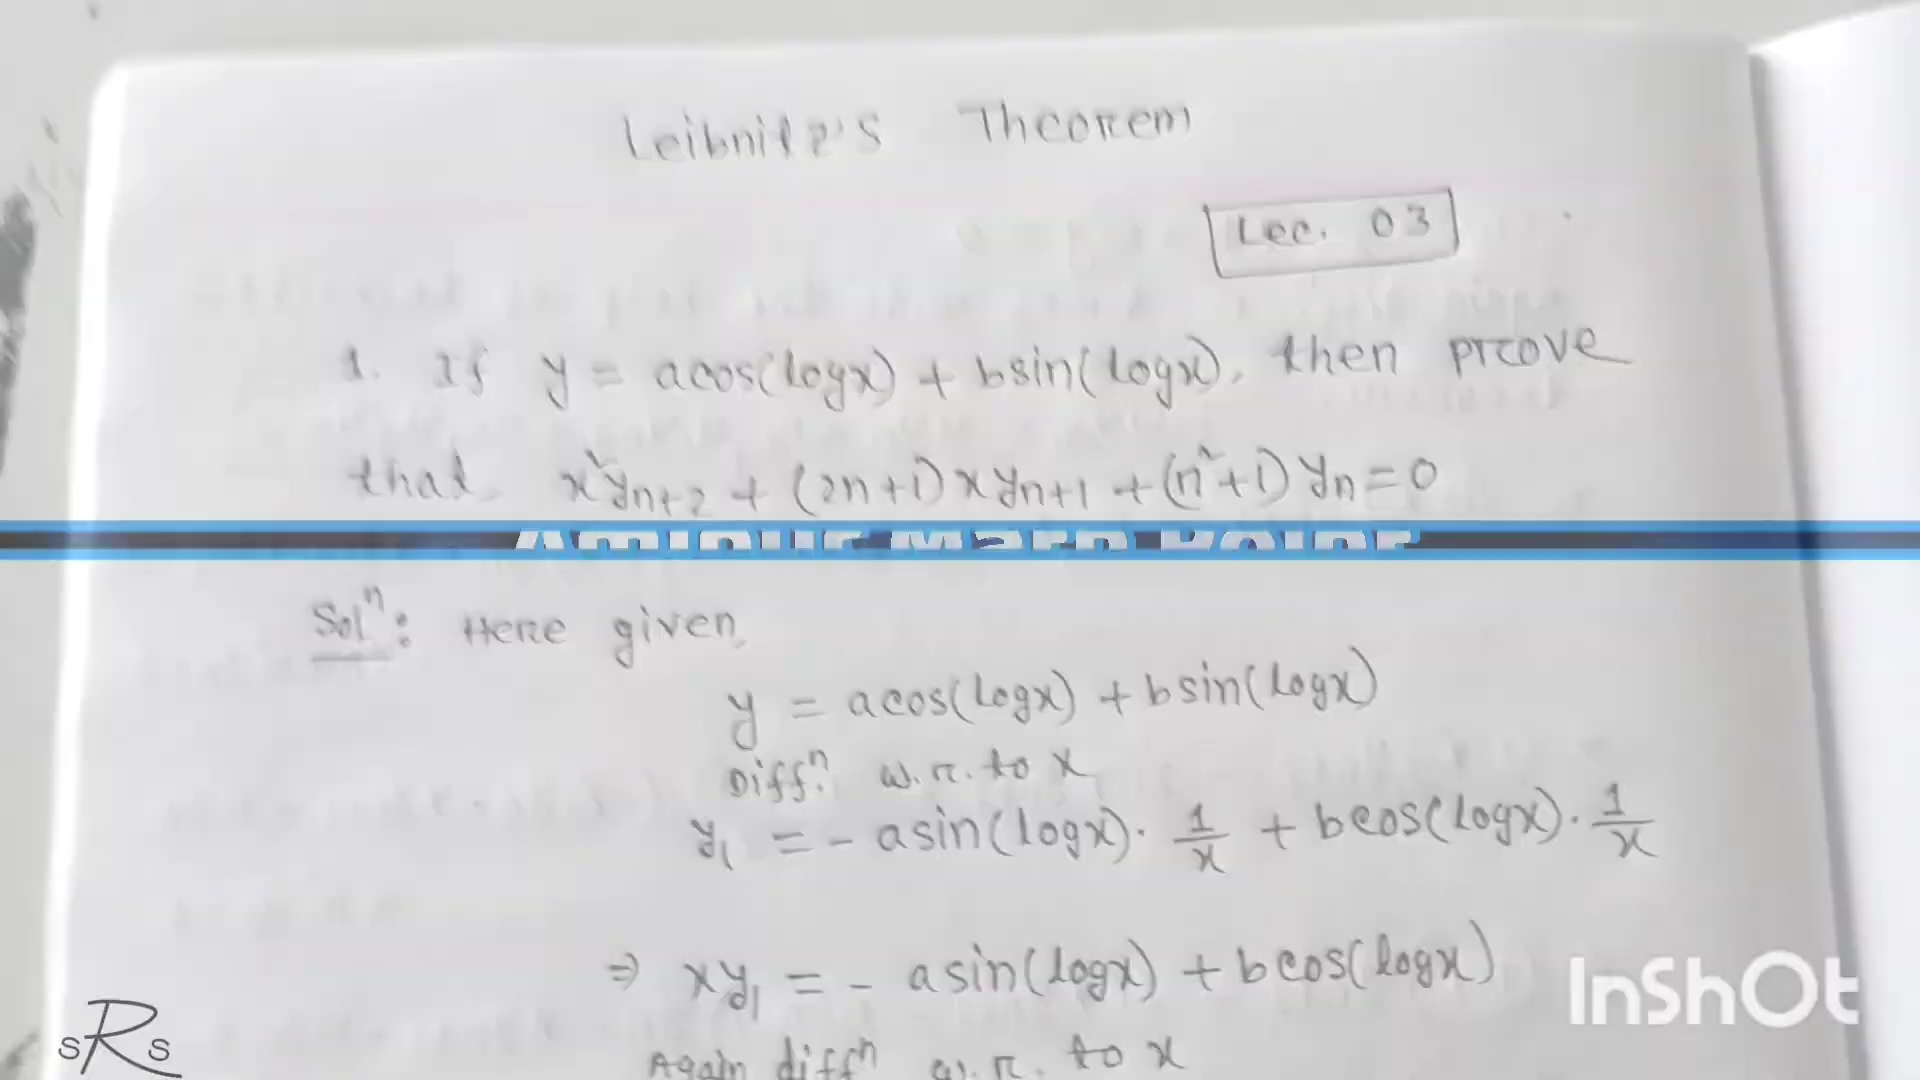 Leibnitz's Theorem
Lec. 03
1. If y = acos(logx) + bsin(logx), then prove
that x²yₙ₊₂ + (2n+1)xyₙ₊₁ + (n²+1)yₙ=0
Solⁿ: Here given,
y = acos(logx) + bsin(logx)
Diffⁿ. w.r. to x
y₁ = - asin(logx)· 1/x + bcos(logx)· 1/x
⇒ xy₁ = - asin(logx) + bcos(logx)
Again diffⁿ w.r. to x
InShOt
sRs